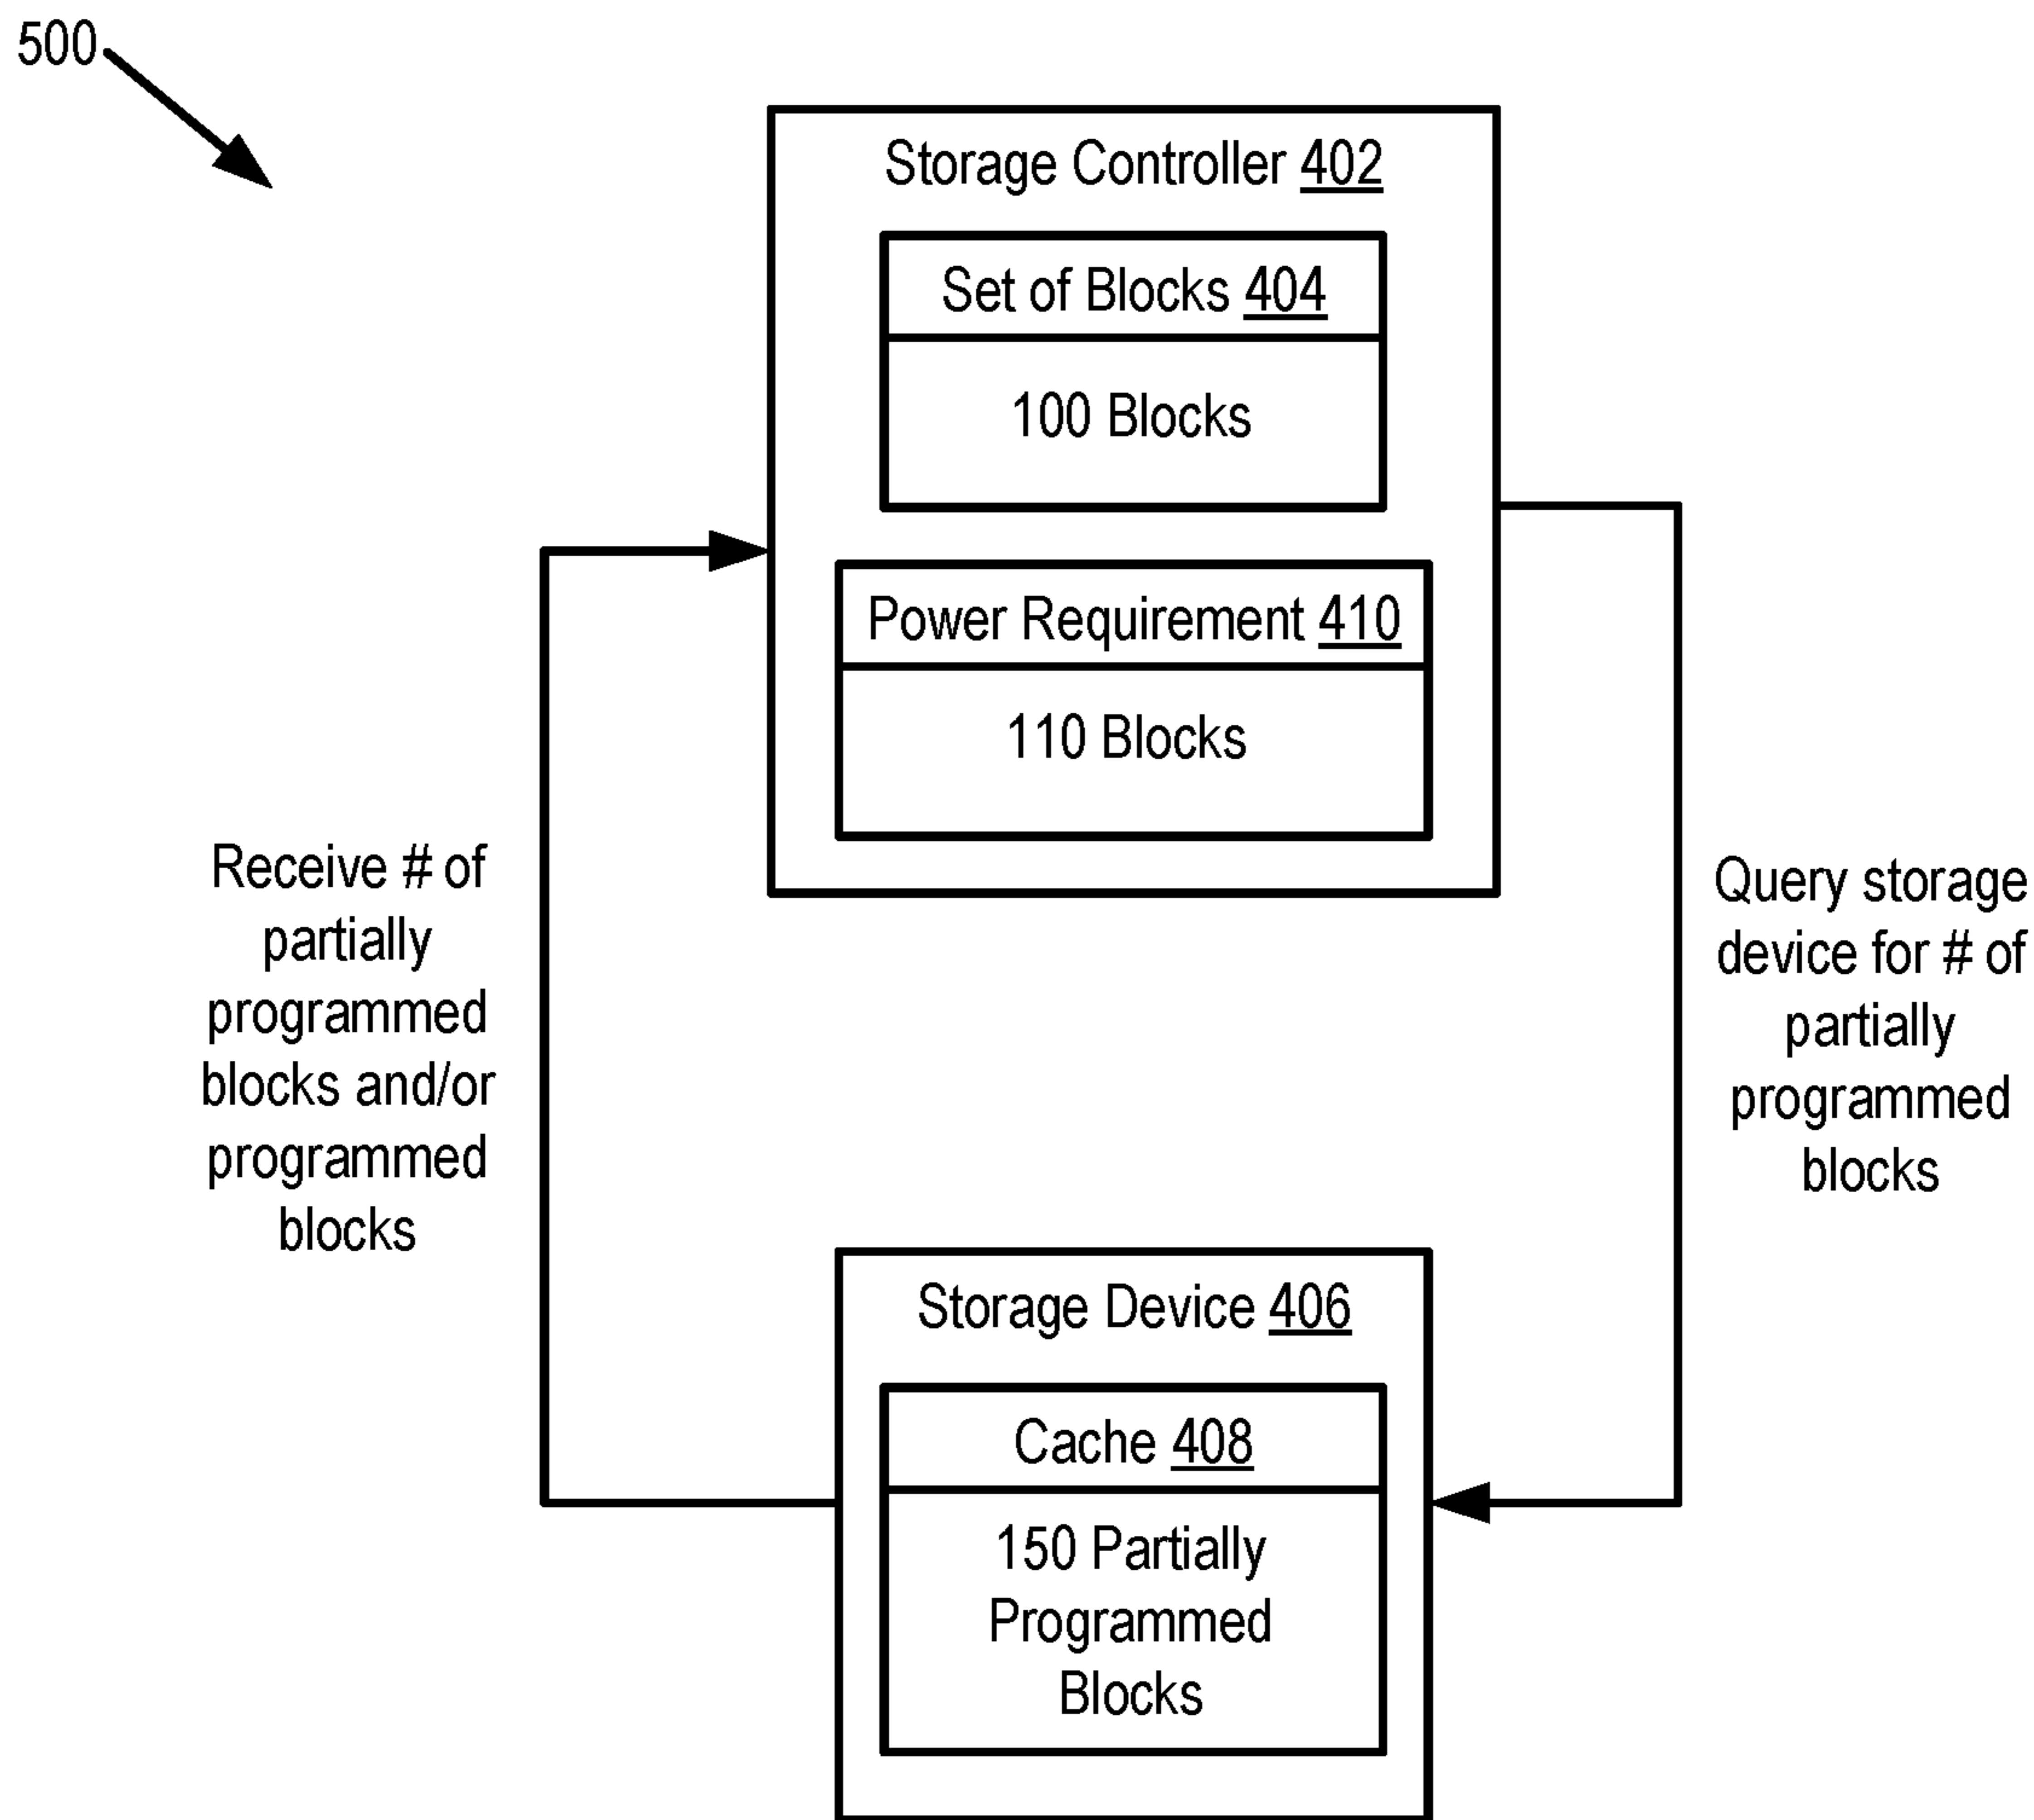 500
Storage Controller 402
Set of Blocks 404
100 Blocks
Power Requirement 410
110 Blocks
Receive # of
partially
programmed
blocks and/or
programmed
blocks
Query storage
device for # of
partially
programmed
blocks
Storage Device 406
Cache 408
150 Partially
Programmed
Blocks